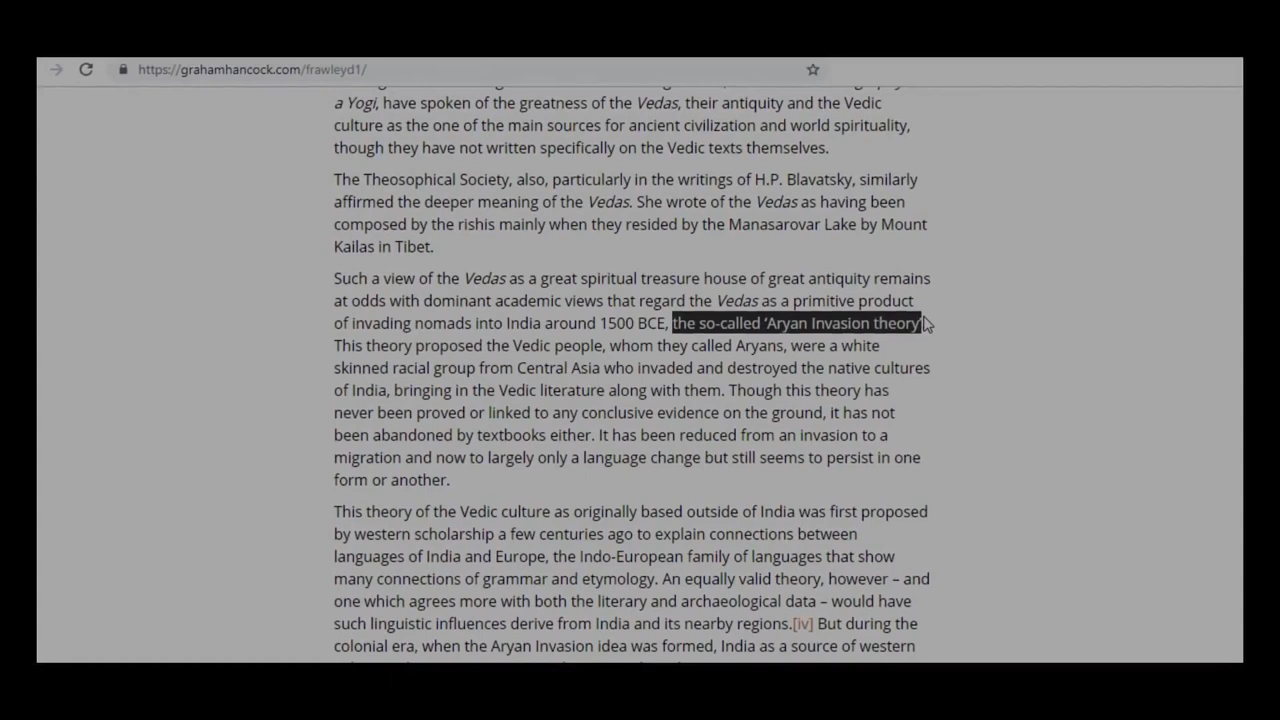 https://grahamhancock.com/frawleyd1/
a Yogi, have spoken of the greatness of the Vedas, their antiquity and the Vedic
culture as the one of the main sources for ancient civilization and world spirituality,
though they have not written specifically on the Vedic texts themselves.
The Theosophical Society, also, particularly in the writings of H.P. Blavatsky, similarly
affirmed the deeper meaning of the Vedas. She wrote of the Vedas as having been
composed by the rishis mainly when they resided by the Manasarovar Lake by Mount
Kailas in Tibet.
Such a view of the Vedas as a great spiritual treasure house of great antiquity remains
at odds with dominant academic views that regard the Vedas as a primitive product
of invading nomads into India around 1500 BCE, the so-called ‘Aryan Invasion theory’
This theory proposed the Vedic people, whom they called Aryans, were a white
skinned racial group from Central Asia who invaded and destroyed the native cultures
of India, bringing in the Vedic literature along with them. Though this theory has
never been proved or linked to any conclusive evidence on the ground, it has not
been abandoned by textbooks either. It has been reduced from an invasion to a
migration and now to largely only a language change but still seems to persist in one
form or another.
This theory of the Vedic culture as originally based outside of India was first proposed
by western scholarship a few centuries ago to explain connections between
languages of India and Europe, the Indo-European family of languages that show
many connections of grammar and etymology. An equally valid theory, however – and
one which agrees more with both the literary and archaeological data – would have
such linguistic influences derive from India and its nearby regions.[iv] But during the
colonial era, when the Aryan Invasion idea was formed, India as a source of western